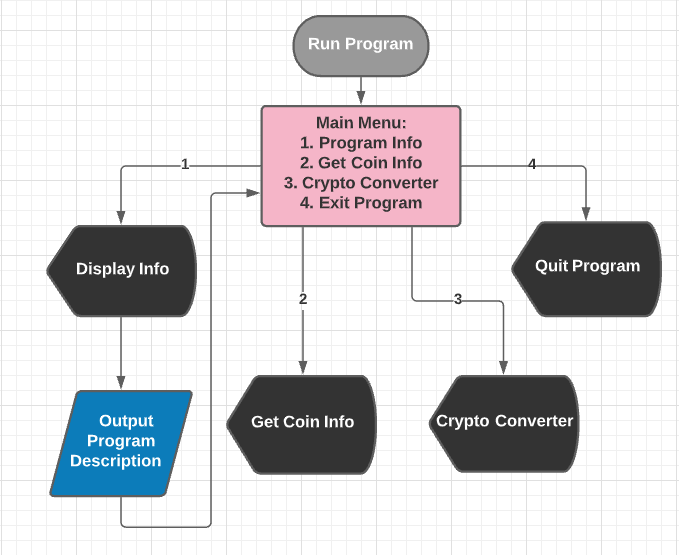 Run Program
Main Menu:
1. Program Info
2. Get Coin Info
3. Crypto Converter
4. Exit Program
1
4
Display Info
Quit Program
2
3
Output
Program
Description
Get Coin Info
Crypto Converter